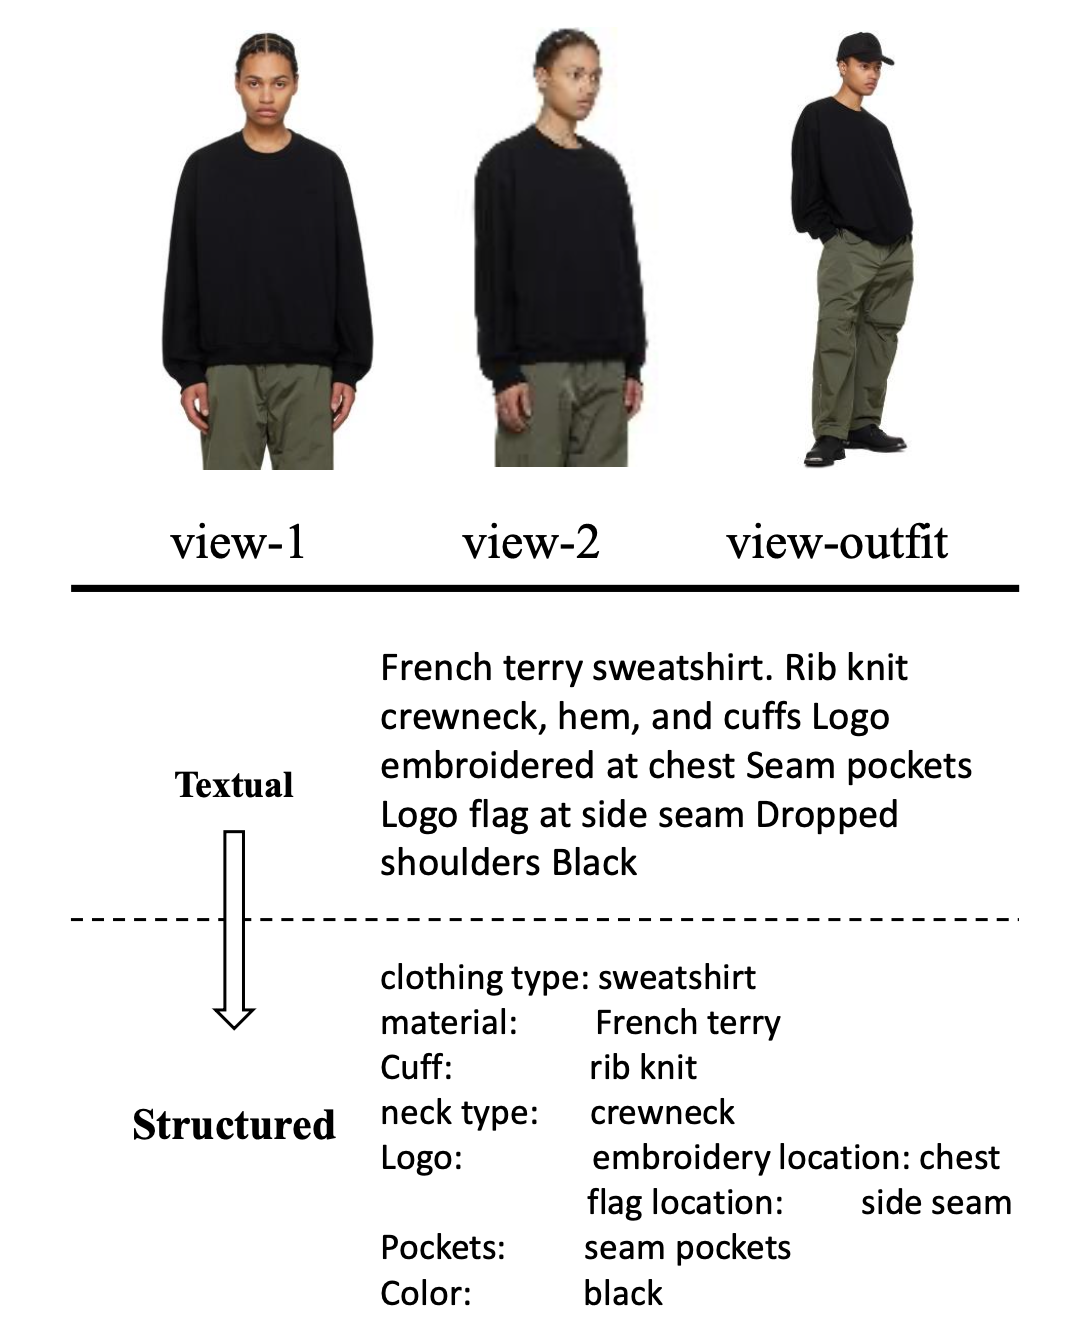 view-1 view-2 view-outfit
French terry sweatshirt. Rib knit
crewneck, hem, and cuffs Logo
embroidered at chest Seam pockets
Logo flag at side seam Dropped
shoulders Black
Textual
clothing type: sweatshirt
material: French terry
Cuff: rib knit
neck type: crewneck
Logo: embroidery location: chest
flag location: side seam
Pockets: seam pockets
Color: black
Structured